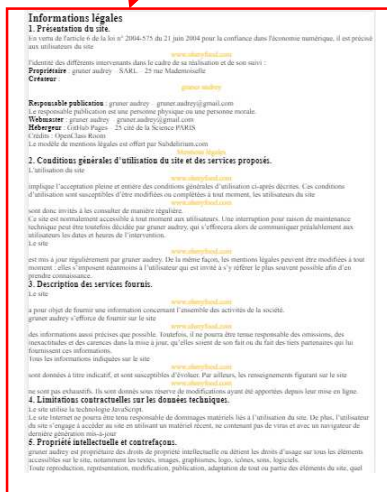 Informations légales
1. Présentation du site.
En vertu de l'article 6 de la loi n° 2004-575 du 21 juin 2004 pour la confiance dans l'économie numérique, il est précisé
aux utilisateurs du site
www.ohmyfood.com
l'identité des différents intervenants dans le cadre de sa réalisation et de son suivi :
Propriétaire : gruner audrey – SARL – 25 rue Mademoiselle
Créateur :
gruner audrey
Responsable publication : gruner audrey – gruner.audrey@gmail.com
Le responsable publication est une personne physique ou une personne morale.
Webmaster : gruner audrey – gruner.audrey@gmail.com
Hébergeur : GitHub Pages – 25 cité de la Science PARIS
Crédits : OpenClass Room
Le modèle de mentions légales est offert par Subdelirium.com
Mentions légales
2. Conditions générales d'utilisation du site et des services proposés.
L'utilisation du site
www.ohmyfood.com
implique l'acceptation pleine et entière des conditions générales d'utilisation ci-après décrites. Ces conditions
d'utilisation sont susceptibles d'être modifiées ou complétées à tout moment, les utilisateurs du site
www.ohmyfood.com
sont donc invités à les consulter de manière régulière.
Ce site est normalement accessible à tout moment aux utilisateurs. Une interruption pour raison de maintenance
technique peut être toutefois décidée par gruner audrey, qui s'efforcera alors de communiquer préalablement aux
utilisateurs les dates et heures de l'intervention.
Le site
www.ohmyfood.com
est mis à jour régulièrement par gruner audrey. De la même façon, les mentions légales peuvent être modifiées à tout
moment : elles s'imposent néanmoins à l'utilisateur qui est invité à s'y référer le plus souvent possible afin d'en
prendre connaissance.
3. Description des services fournis.
Le site
www.ohmyfood.com
a pour objet de fournir une information concernant l'ensemble des activités de la société.
gruner audrey s'efforce de fournir sur le site
www.ohmyfood.com
des informations aussi précises que possible. Toutefois, il ne pourra être tenue responsable des omissions, des
inexactitudes et des carences dans la mise à jour, qu'elles soient de son fait ou du fait des tiers partenaires qui lui
fournissent ces informations.
Tous les informations indiquées sur le site
www.ohmyfood.com
sont données à titre indicatif, et sont susceptibles d'évoluer. Par ailleurs, les renseignements figurant sur le site
www.ohmyfood.com
ne sont pas exhaustifs. Ils sont donnés sous réserve de modifications ayant été apportées depuis leur mise en ligne.
4. Limitations contractuelles sur les données techniques.
Le site utilise la technologie JavaScript.
Le site Internet ne pourra être tenu responsable de dommages matériels liés à l'utilisation du site. De plus, l'utilisateur
du site s'engage à accéder au site en utilisant un matériel récent, ne contenant pas de virus et avec un navigateur de
dernière génération mis-à-jour
5. Propriété intellectuelle et contrefaçons.
gruner audrey est propriétaire des droits de propriété intellectuelle ou détient les droits d'usage sur tous les éléments
accessibles sur le site, notamment les textes, images, graphismes, logo, icônes, sons, logiciels.
Toute reproduction, représentation, modification, publication, adaptation de tout ou partie des éléments du site, quel